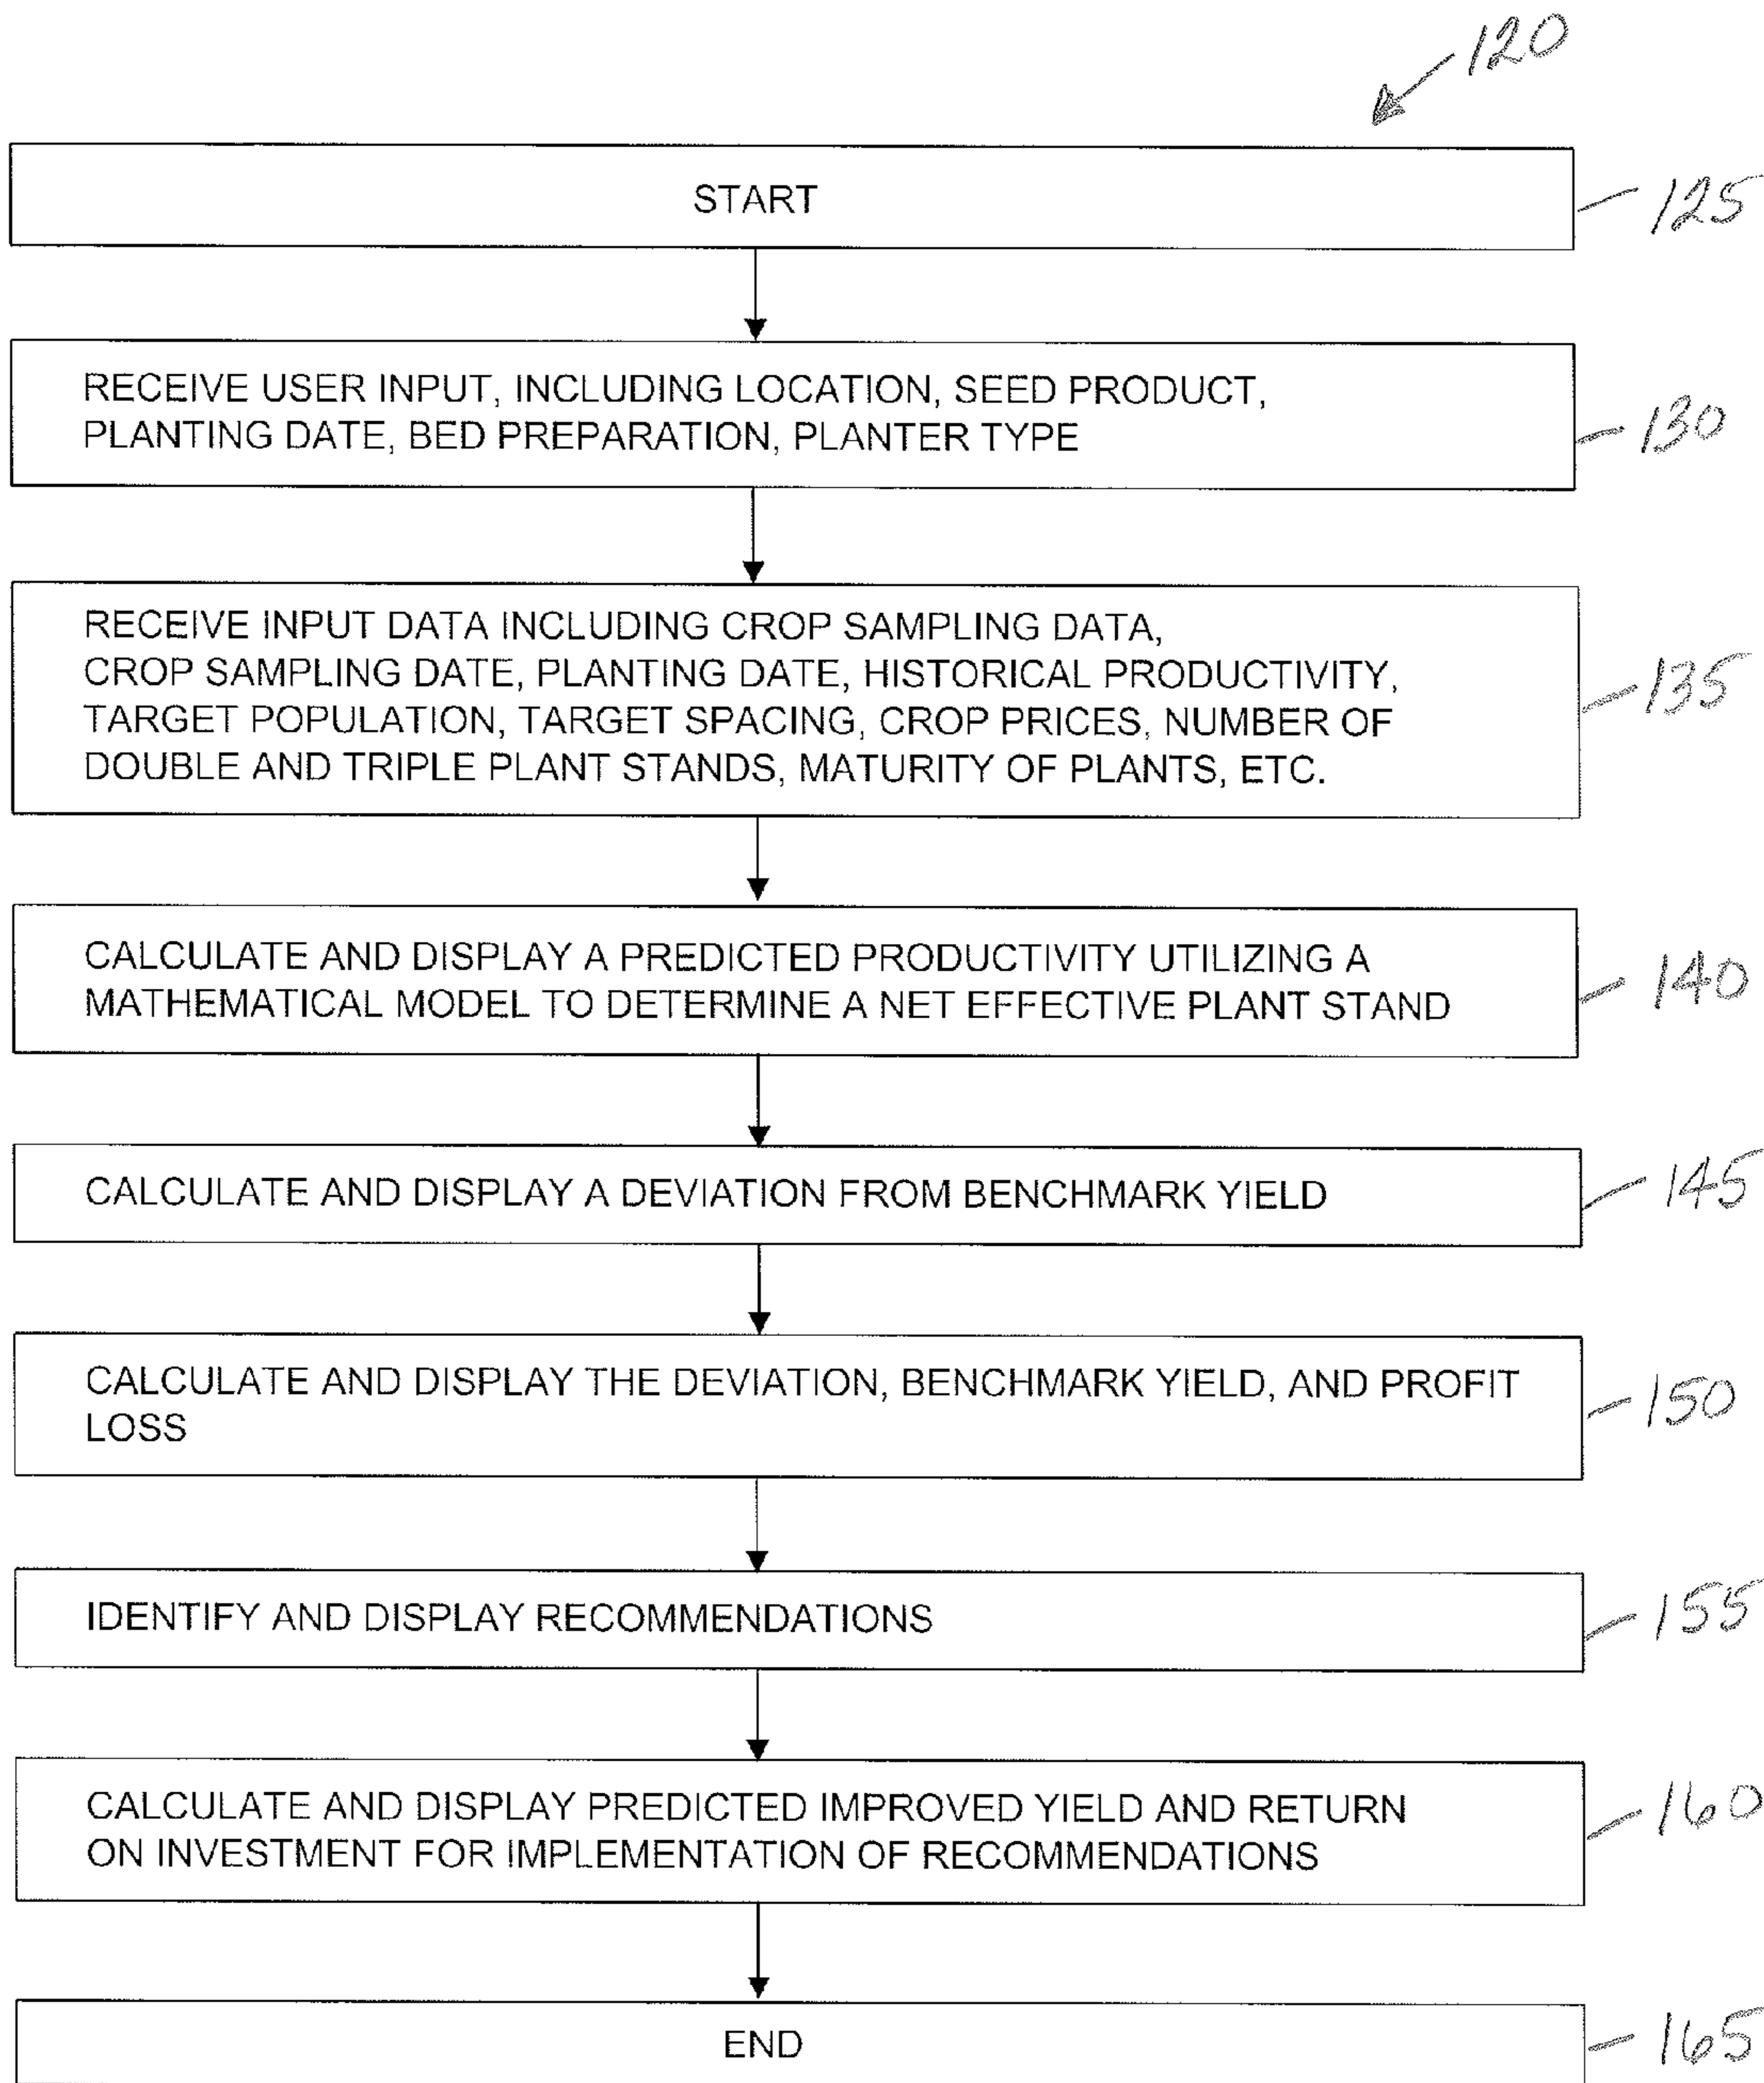 120
START
125
RECEIVE USER INPUT, INCLUDING LOCATION, SEED PRODUCT,
PLANTING DATE, BED PREPARATION, PLANTER TYPE
130
RECEIVE INPUT DATA INCLUDING CROP SAMPLING DATA,
CROP SAMPLING DATE, PLANTING DATE, HISTORICAL PRODUCTIVITY,
TARGET POPULATION, TARGET SPACING, CROP PRICES, NUMBER OF
DOUBLE AND TRIPLE PLANT STANDS, MATURITY OF PLANTS, ETC.
135
CALCULATE AND DISPLAY A PREDICTED PRODUCTIVITY UTILIZING A
MATHEMATICAL MODEL TO DETERMINE A NET EFFECTIVE PLANT STAND
140
CALCULATE AND DISPLAY A DEVIATION FROM BENCHMARK YIELD
145
CALCULATE AND DISPLAY THE DEVIATION, BENCHMARK YIELD, AND PROFIT
LOSS
150
IDENTIFY AND DISPLAY RECOMMENDATIONS
155
CALCULATE AND DISPLAY PREDICTED IMPROVED YIELD AND RETURN
ON INVESTMENT FOR IMPLEMENTATION OF RECOMMENDATIONS
160
END
165